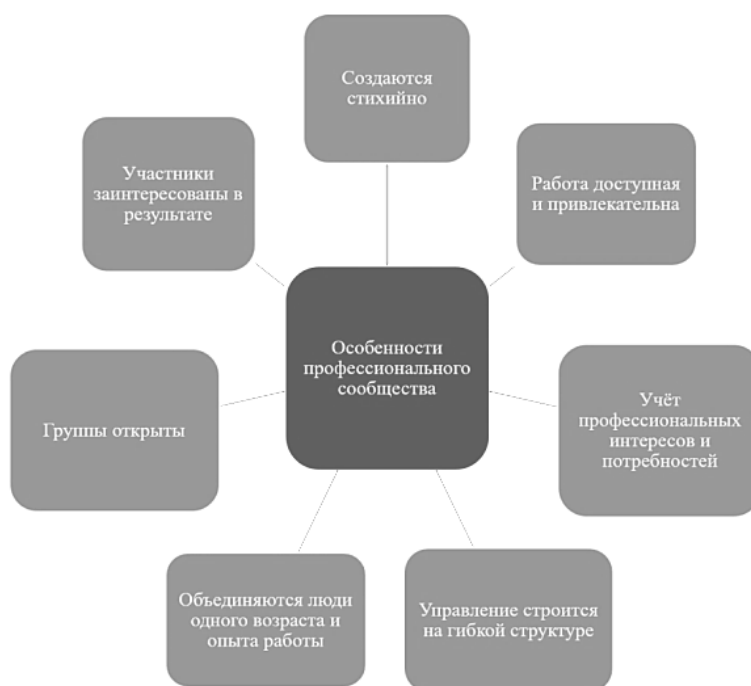 Создаются
стихийно
Работа доступная
и привлекательна
Учёт
профессиональных
интересов и
потребностей
Управление строится
на гибкой структуре
Объединяются люди
одного возраста и
опыта работы
Группы открыты
Участники
заинтересованы в
результате
Особенности
профессионального
сообщества